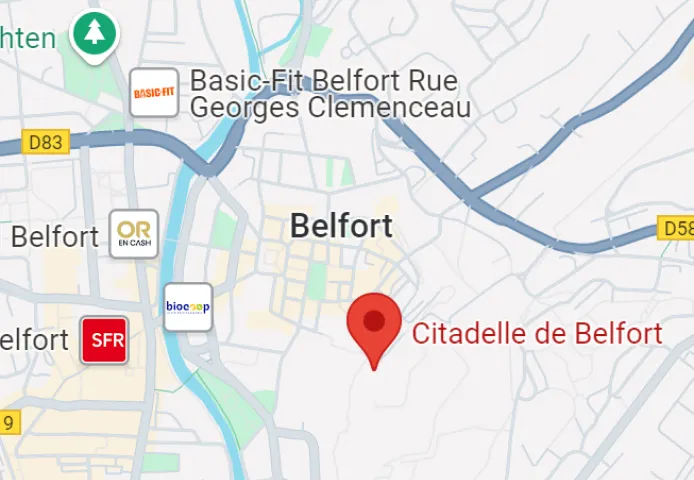 hten
BASIC-FIT
Basic-Fit Belfort Rue
Georges Clemenceau
D83
Belfort
OR
EN CASH
Belfort
D58
biocoop
elfort
SFR
Citadelle de Belfort
9